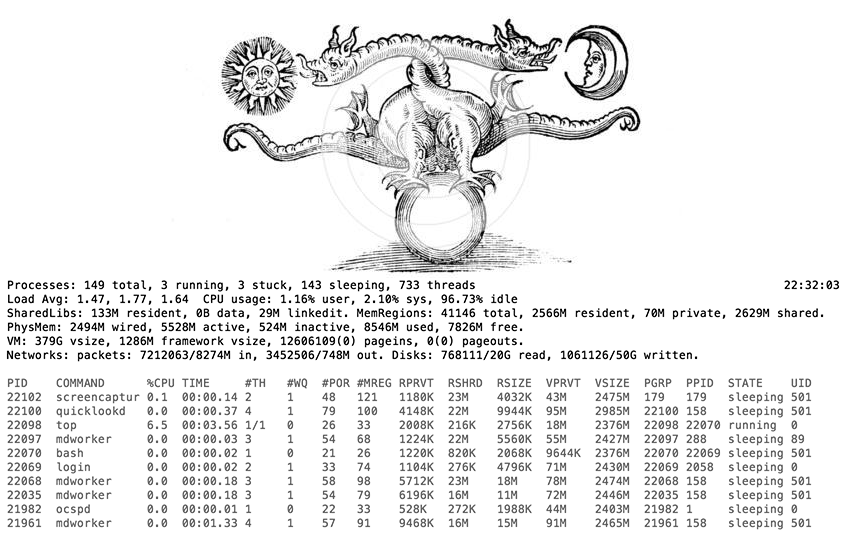 Processes: 149 total, 3 running, 3 stuck, 143 sleeping, 733 threads 22:32:03
Load Avg: 1.47, 1.77, 1.64 CPU usage: 1.16% user, 2.10% sys, 96.73% idle
SharedLibs: 133M resident, 0B data, 29M linkedit. MemRegions: 41146 total, 2566M resident, 70M private, 2629M shared.
PhysMem: 2494M wired, 5528M active, 524M inactive, 8546M used, 7826M free.
VM: 379G vsize, 1286M framework vsize, 12606109(0) pageins, 0(0) pageouts.
Networks: packets: 7212063/8274M in, 3452506/748M out. Disks: 768111/20G read, 1061126/50G written.
PID COMMAND %CPU TIME #TH #WQ #POR #MREG RPRVT RSHRD RSIZE VPRVT VSIZE PGRP PPID STATE UID
22102 screencaptur 0.1 00:00.14 2 1 48 121 1180K 23M 4032K 43M 2475M 179 179 sleeping 501
22100 quicklookd 0.0 00:00.37 4 1 79 100 4148K 22M 9944K 95M 2985M 22100 158 sleeping 501
22098 top 6.5 00:03.56 1/1 0 26 33 2008K 216K 2756K 18M 2376M 22098 22070 running 0
22097 mdworker 0.0 00:00.03 3 1 54 68 1224K 22M 5560K 55M 2427M 22097 288 sleeping 89
22070 bash 0.0 00:00.02 1 0 21 26 1220K 820K 2068K 9644K 2376M 22070 22069 sleeping 501
22069 login 0.0 00:00.02 2 1 33 74 1104K 276K 4796K 71M 2430M 22069 2058 sleeping 0
22068 mdworker 0.0 00:00.18 3 1 58 98 5712K 23M 18M 78M 2474M 22068 158 sleeping 501
22035 mdworker 0.0 00:00.18 3 1 54 79 6196K 16M 11M 72M 2446M 22035 158 sleeping 501
21982 ocspd 0.0 00:00.01 1 0 22 33 528K 272K 1988K 44M 2403M 21982 1 sleeping 0
21961 mdworker 0.0 00:01.33 4 1 57 91 9468K 16M 15M 91M 2465M 21961 158 sleeping 501